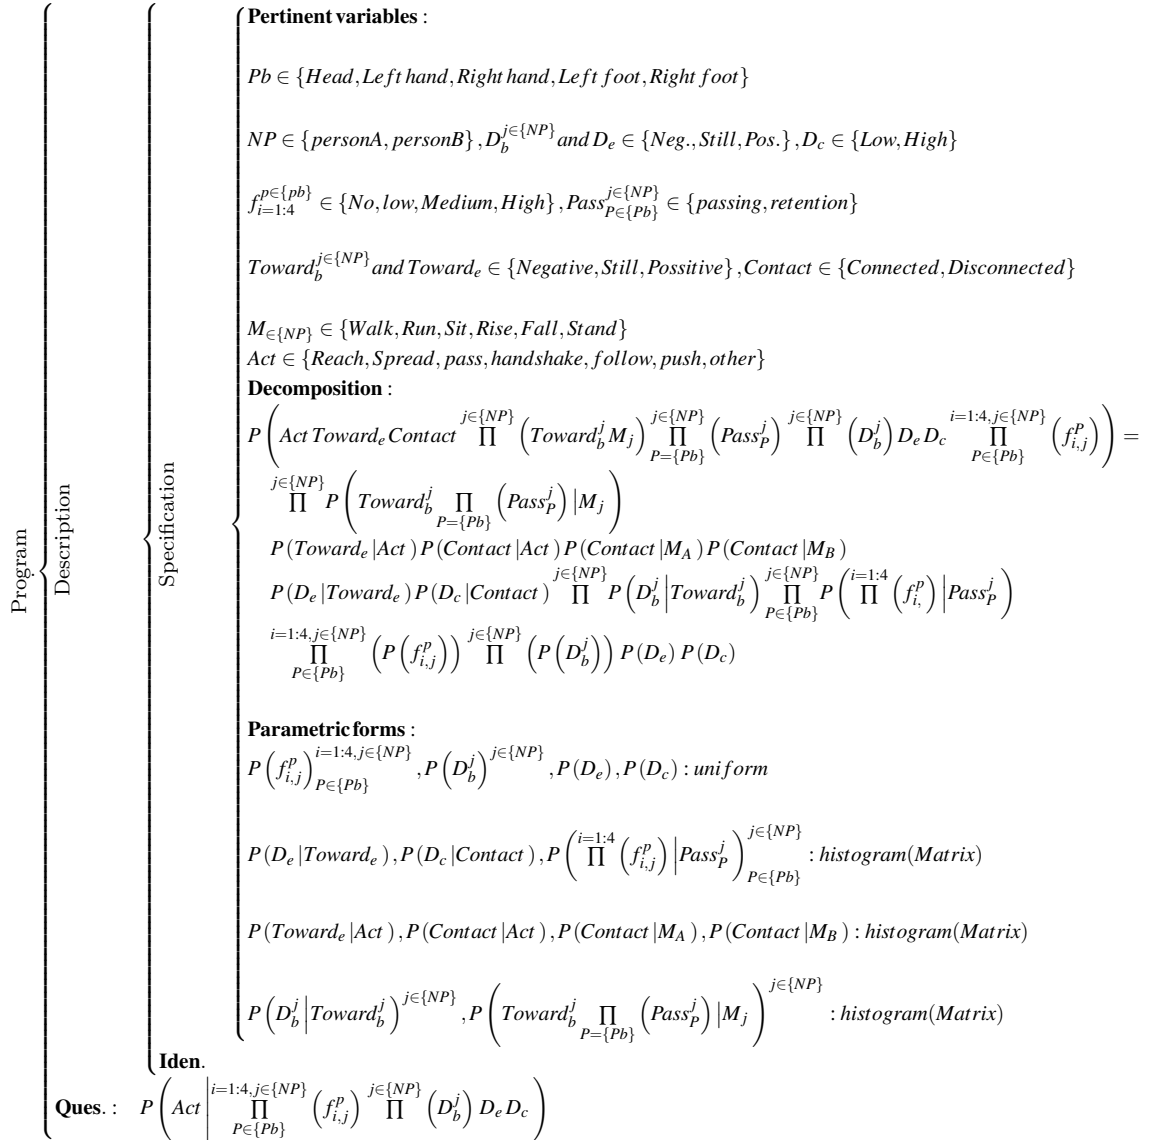 Program
Description
Specification
Pertinent variables :
Pb ∈ {Head, Left hand, Right hand, Left foot, Right foot}
NP ∈ {personA, personB}, D_b^{j∈{NP}} and D_e ∈ {Neg., Still, Pos.}, D_c ∈ {Low, High}
f_{i=1:4}^{p∈{pb}} ∈ {No, low, Medium, High}, Pass_{P∈{Pb}}^{j∈{NP}} ∈ {passing, retention}
Toward_b^{j∈{NP}} and Toward_e ∈ {Negative, Still, Possitive}, Contact ∈ {Connected, Disconnected}
M_{∈{NP}} ∈ {Walk, Run, Sit, Rise, Fall, Stand}
Act ∈ {Reach, Spread, pass, handshake, follow, push, other}
Decomposition :
P(Act Toward_e Contact ∏^{j∈{NP}} (Toward_b^j M_j) ∏_{P={Pb}}^{j∈{NP}} (Pass_P^j) ∏^{j∈{NP}} (D_b^j) D_e D_c ∏_{P∈{Pb}}^{i=1:4,j∈{NP}} (f_{i,j}^P)) =
∏^{j∈{NP}} P(Toward_b^j ∏_{P={Pb}} (Pass_P^j) | M_j)
P(Toward_e | Act) P(Contact | Act) P(Contact | M_A) P(Contact | M_B)
P(D_e | Toward_e) P(D_c | Contact) ∏^{j∈{NP}} P(D_b^j | Toward_b^j) ∏_{P∈{Pb}}^{j∈{NP}} P(∏^{i=1:4} (f_{i,}^p) | Pass_P^j)
∏_{P∈{Pb}}^{i=1:4,j∈{NP}} (P(f_{i,j}^p)) ∏^{j∈{NP}} (P(D_b^j)) P(D_e) P(D_c)
Parametric forms :
P(f_{i,j}^p)_{P∈{Pb}}^{i=1:4,j∈{NP}}, P(D_b^j)^{j∈{NP}}, P(D_e), P(D_c) : uniform
P(D_e | Toward_e), P(D_c | Contact), P(∏^{i=1:4} (f_{i,j}^p) | Pass_P^j)_{P∈{Pb}}^{j∈{NP}} : histogram(Matrix)
P(Toward_e | Act), P(Contact | Act), P(Contact | M_A), P(Contact | M_B) : histogram(Matrix)
P(D_b^j | Toward_b^j)^{j∈{NP}}, P(Toward_b^j ∏_{P={Pb}} (Pass_P^j) | M_j)^{j∈{NP}} : histogram(Matrix)
Iden.
Ques. : P(Act | ∏_{P∈{Pb}}^{i=1:4,j∈{NP}} (f_{i,j}^p) ∏^{j∈{NP}} (D_b^j) D_e D_c)